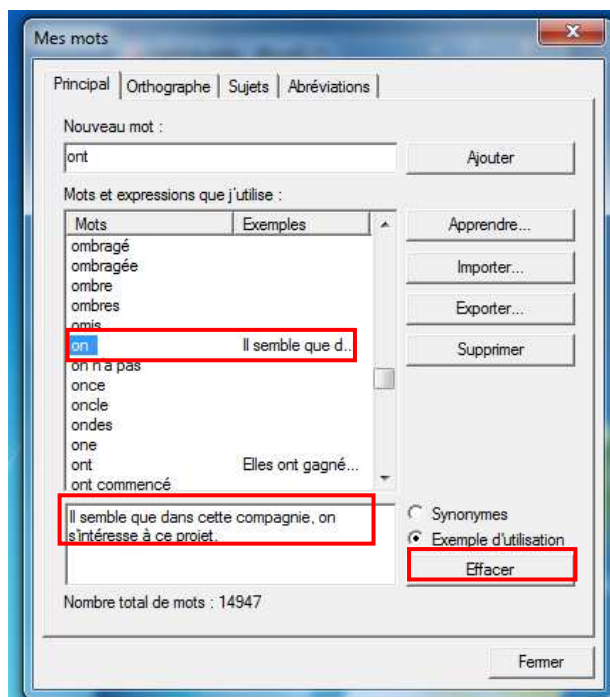 Mes mots
Principal Orthographe Sujets Abréviations
Nouveau mot :
ont Ajouter
Mots et expressions que j'utilise :
Mots Exemples Apprendre...
ombragé
ombragée Importer...
ombre
ombres Exporter...
omis
on Il semble que d... Supprimer
on n'a pas
once
oncle
ondes
one
ont Elles ont gagné...
ont commencé
Il semble que dans cette compagnie, on Synonymes
s'intéresse à ce projet. Exemple d'utilisation
Effacer
Nombre total de mots : 14947
Fermer